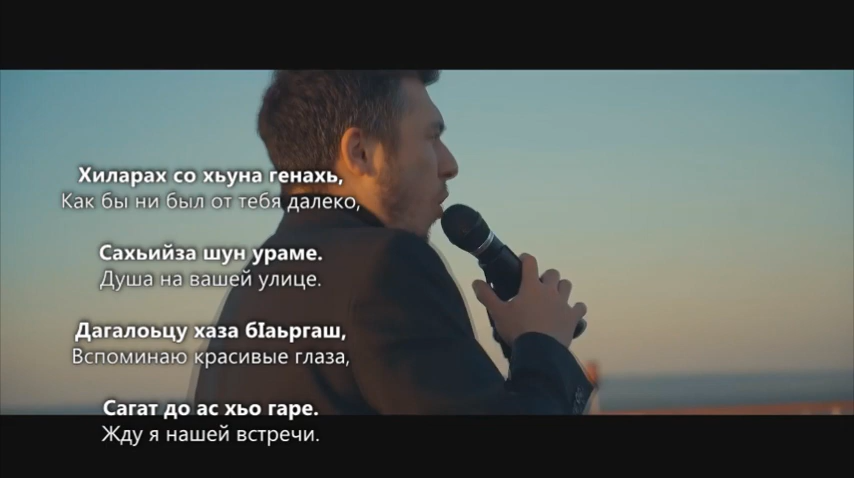 Хиларах со хьуна генахь,
Как бы ни был от тебя далеко,
Сахьийза шун ураме.
Душа на вашей улице.
Дагалоьцу хаза бӀаьргаш,
Вспоминаю красивые глаза,
Сагат до ас хьо гаре.
Жду я нашей встречи.